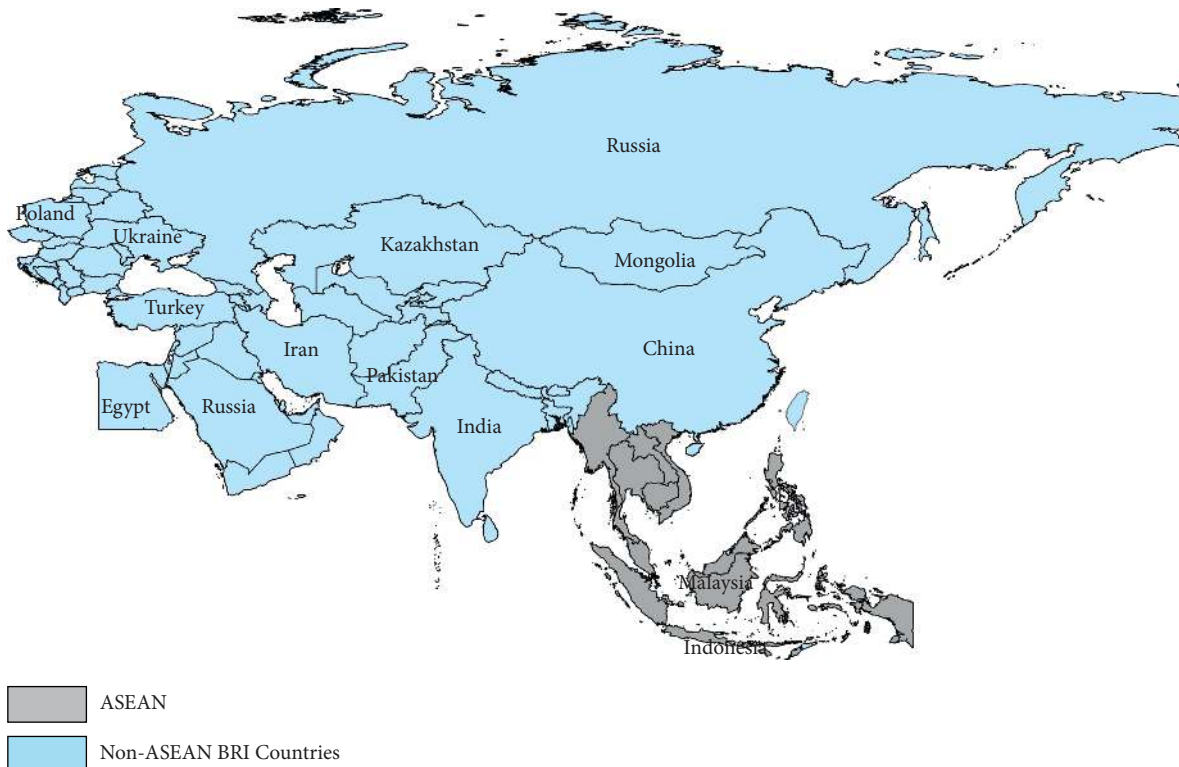 Russia
Poland
Ukraine
Kazakhstan
Mongolia
Turkey
Iran
China
Pakistan
Egypt
Russia
India
Malaysia
Indonesia
ASEAN
Non-ASEAN BRI Countries